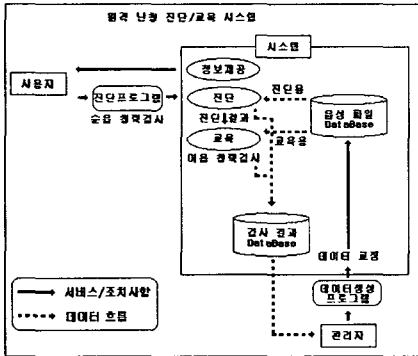 원격 난청 진단/교육 시스템
시스템
사용자
정보제공
진단프로그램
순음 청력검사
진단
진단용
진단결과
음성 파일
DataBase
교육
교육용
어음 청력검사
검사 결과
DataBase
데이터 교정
데이터생성
프로그램
관리자
서비스/조치사항
데이터 흐름